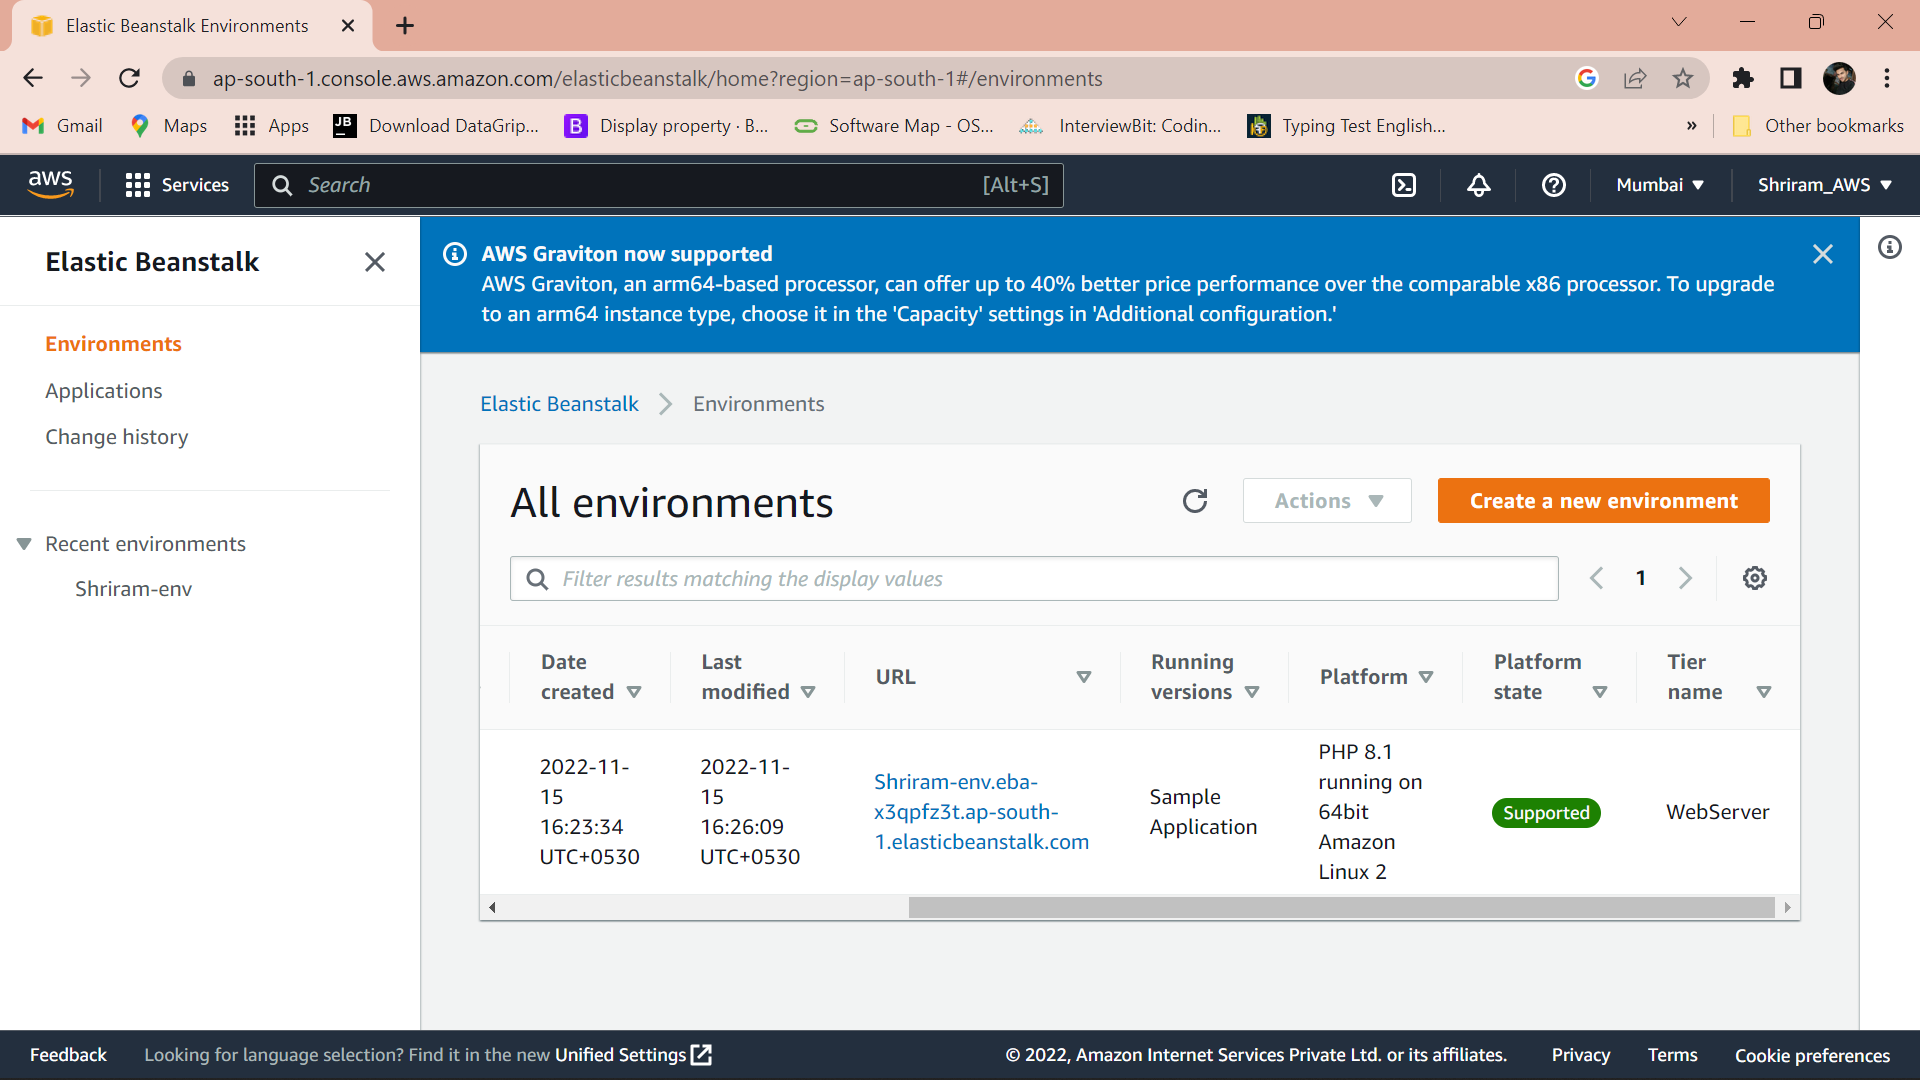 Elastic Beanstalk Environments
ap-south-1.console.aws.amazon.com/elasticbeanstalk/home?region=ap-south-1#/environments
Gmail Maps Apps Download DataGrip... Display property · B... Software Map - OS... InterviewBit: Codin... Typing Test English... » Other bookmarks
aws Services Search [Alt+S] Mumbai Shriram_AWS
Elastic Beanstalk
Environments
Applications
Change history
Recent environments
Shriram-env
AWS Graviton now supported
AWS Graviton, an arm64-based processor, can offer up to 40% better price performance over the comparable x86 processor. To upgrade
to an arm64 instance type, choose it in the 'Capacity' settings in 'Additional configuration.'
Elastic Beanstalk Environments
All environments Actions Create a new environment
Filter results matching the display values 1
Date
created
Last
modified
URL
Running
versions
Platform
Platform
state
Tier
name
2022-11-
15
16:23:34
UTC+0530
2022-11-
15
16:26:09
UTC+0530
Shriram-env.eba-
x3qpfz3t.ap-south-
1.elasticbeanstalk.com
Sample
Application
PHP 8.1
running on
64bit
Amazon
Linux 2
Supported
WebServer
Feedback Looking for language selection? Find it in the new Unified Settings © 2022, Amazon Internet Services Private Ltd. or its affiliates. Privacy Terms Cookie preferences